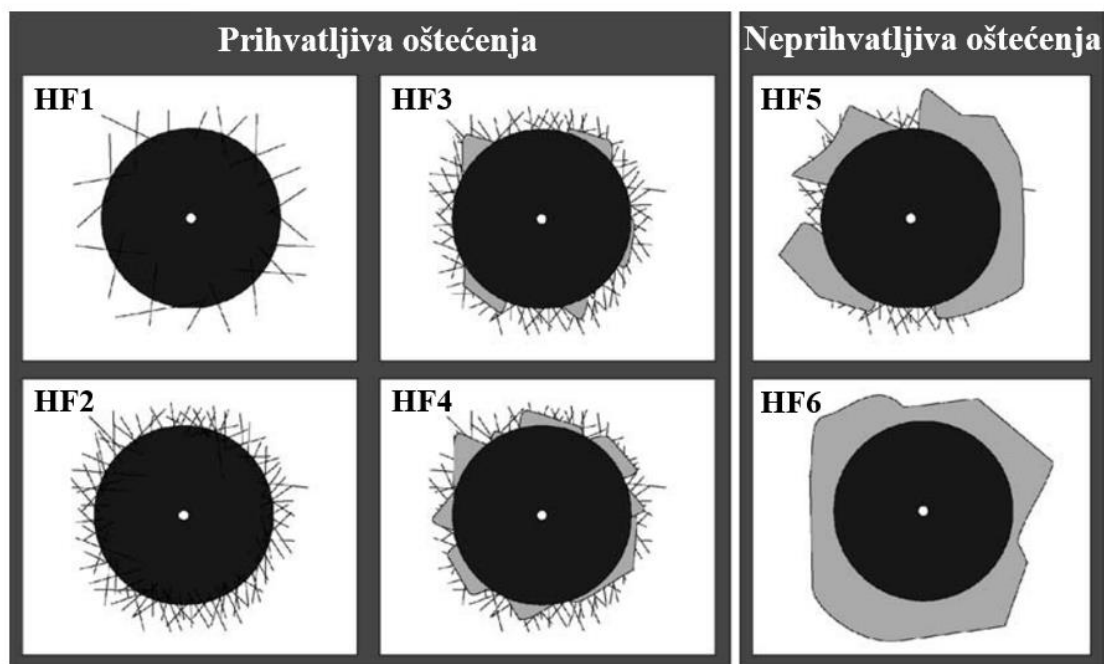 Prihvatljiva oštećenja
Neprihvatljiva oštećenja
HF1
HF3
HF5
HF2
HF4
HF6